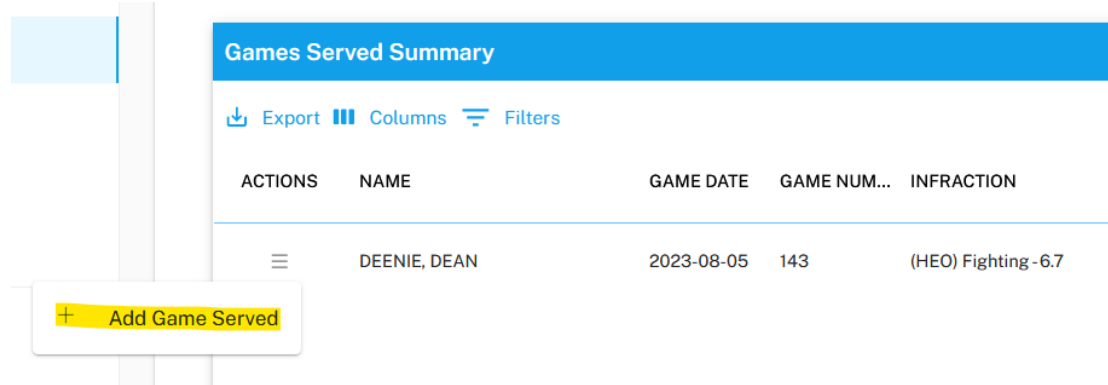 Games Served Summary
Export Columns Filters
ACTIONS NAME GAME DATE GAME NUM... INFRACTION
DEENIE, DEAN 2023-08-05 143 (HEO) Fighting - 6.7
+ Add Game Served